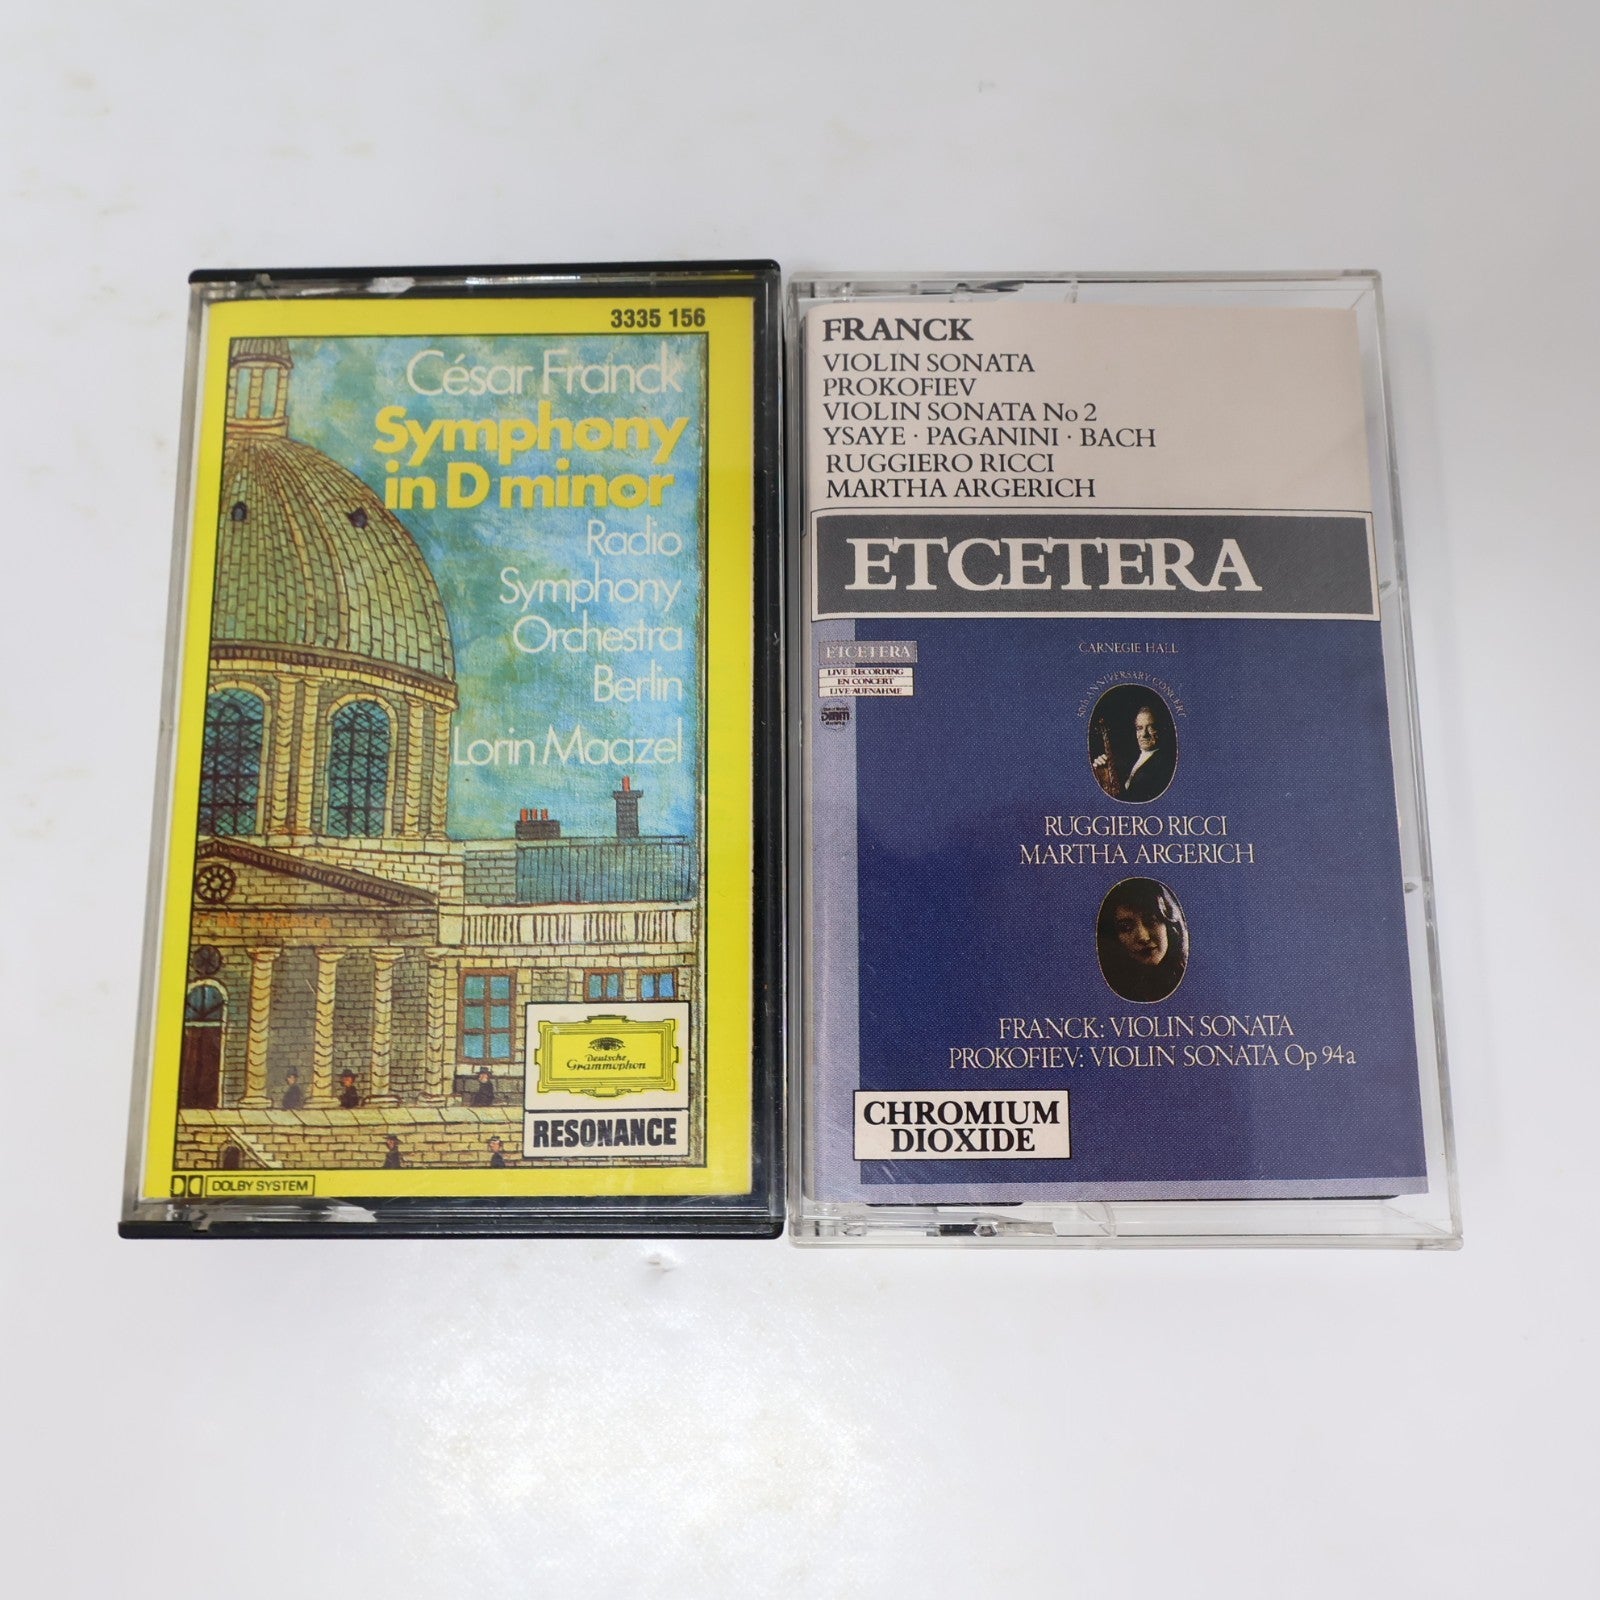 3335 156
César Franck
Symphony
in D minor
Radio
Symphony
Orchestra
Berlin
Lorin Maazel
Deutsche
Grammophon
RESONANCE
DOLBY SYSTEM
FRANCK
VIOLIN SONATA
PROKOFIEV
VIOLIN SONATA No 2
YSAYE · PAGANINI · BACH
RUGGIERO RICCI
MARTHA ARGERICH
ETCETERA
ETCETERA
LIVE RECORDING
EN CONCERT
LIVE-AUFNAHME
DMM
CARNEGIE HALL
ANNIVERSARY CONCERT
RUGGIERO RICCI
MARTHA ARGERICH
FRANCK: VIOLIN SONATA
PROKOFIEV: VIOLIN SONATA Op 94a
CHROMIUM
DIOXIDE